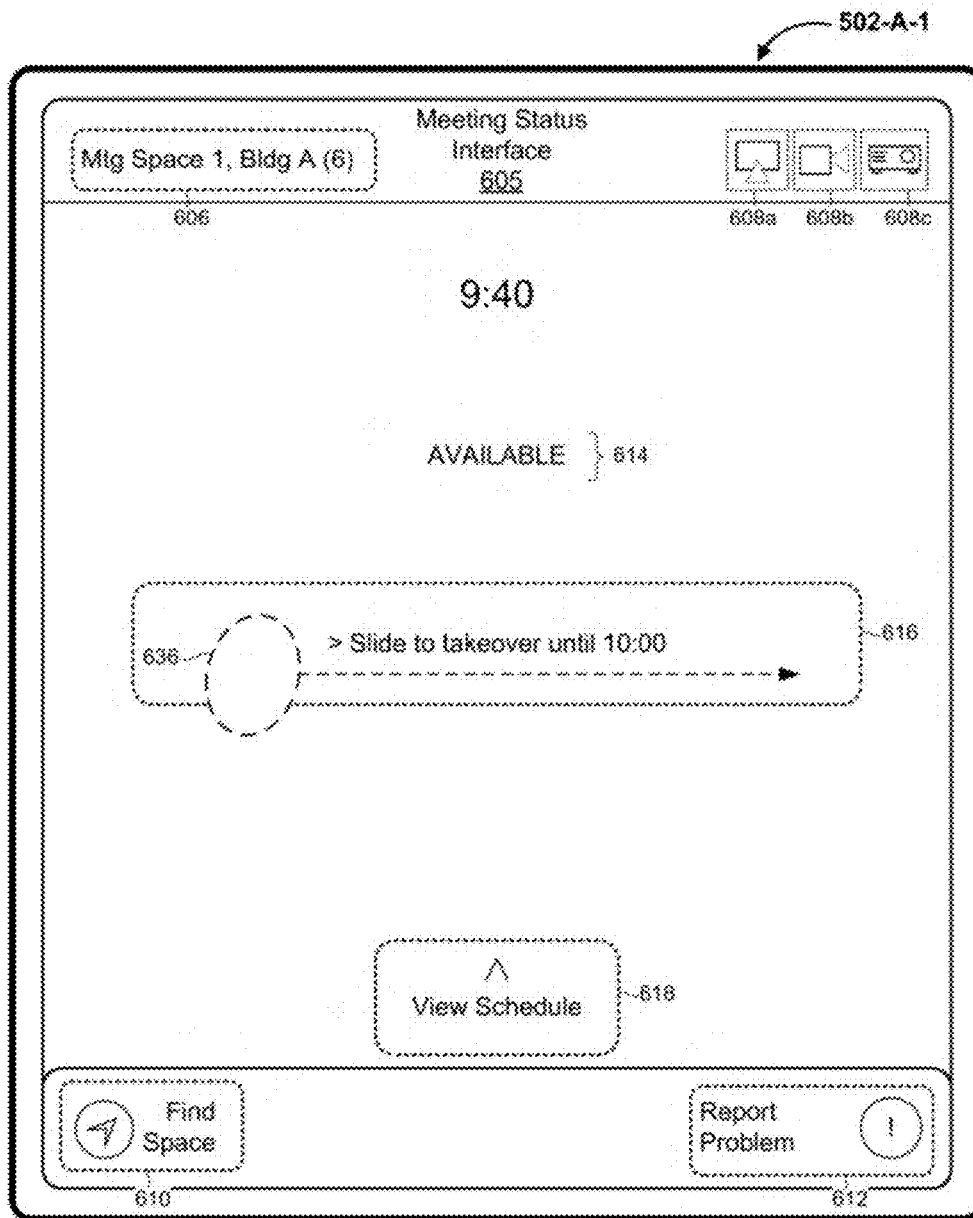 502-A-1
Mtg Space 1, Bldg A (6)
Meeting Status
Interface
605
606
608a
608b
608c
9:40
AVAILABLE
614
> Slide to takeover until 10:00
616
636
View Schedule
618
Find
Space
Report
Problem
!
610
612